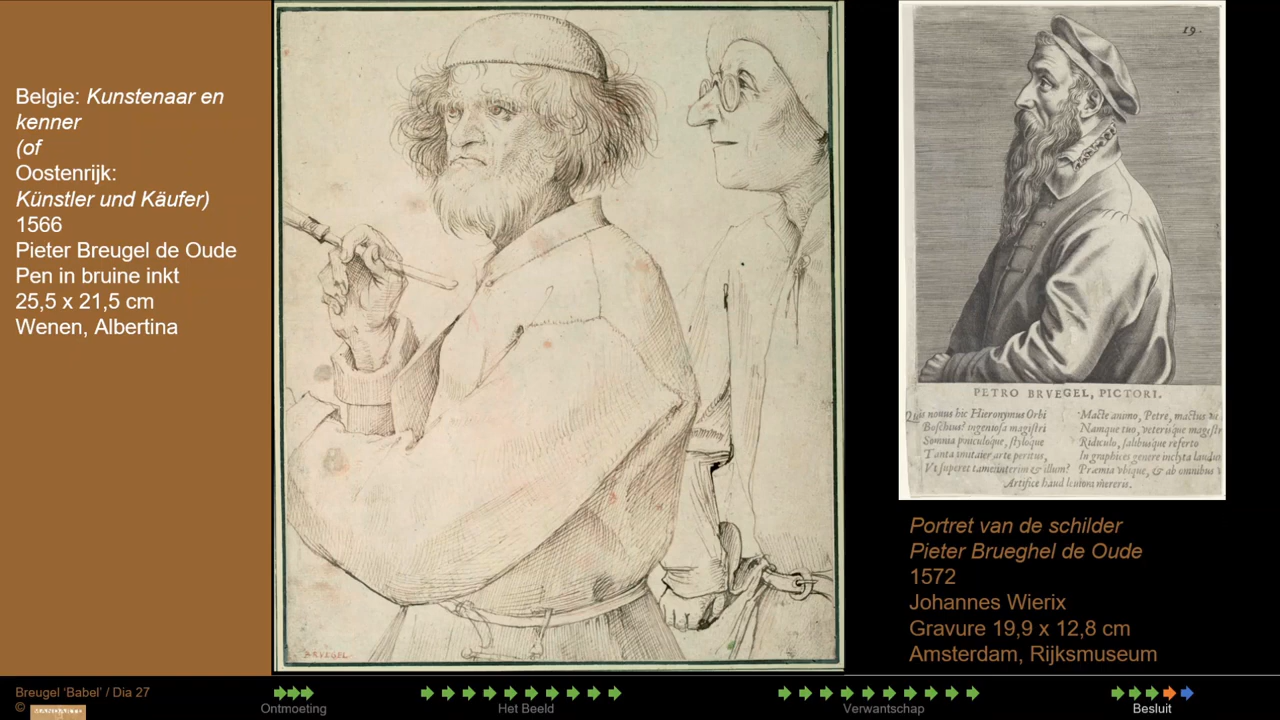 Belgie: Kunstenaar en
kenner
(of
Oostenrijk:
Künstler und Käufer)
1566
Pieter Breugel de Oude
Pen in bruine inkt
25,5 x 21,5 cm
Wenen, Albertina
BRVEGEL
19.
PETRO BRVEGEL, PICTORI.
nouus hic Hieronymus Orbi
Boschius? ingeniosa magistri
Somnia peniculoque, styloque
Tanta imitarier arte peritus,
Vt superet tamen interim & illum?
Macte animo, Petre, mactus
Namque tuo, veterisque
Ridiculo, salibusque referto
In graphices genere inclyta
Præmia vbique, & ab omnibus
Artifice haud leuiora mereris.
Portret van de schilder
Pieter Brueghel de Oude
1572
Johannes Wierix
Gravure 19,9 x 12,8 cm
Amsterdam, Rijksmuseum
Breugel ‘Babel’ / Dia 27
©
Ontmoeting
Het Beeld
Verwantschap
Besluit